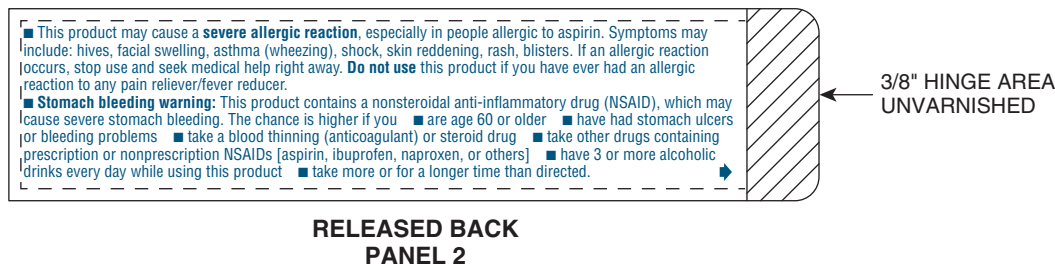 ■ This product may cause a severe allergic reaction, especially in people allergic to aspirin. Symptoms may
include: hives, facial swelling, asthma (wheezing), shock, skin reddening, rash, blisters. If an allergic reaction
occurs, stop use and seek medical help right away. Do not use this product if you have ever had an allergic
reaction to any pain reliever/fever reducer.
■ Stomach bleeding warning: This product contains a nonsteroidal anti-inflammatory drug (NSAID), which may
cause severe stomach bleeding. The chance is higher if you ■ are age 60 or older ■ have had stomach ulcers
or bleeding problems ■ take a blood thinning (anticoagulant) or steroid drug ■ take other drugs containing
prescription or nonprescription NSAIDs [aspirin, ibuprofen, naproxen, or others] ■ have 3 or more alcoholic
drinks every day while using this product ■ take more or for a longer time than directed.
3/8" HINGE AREA
UNVARNISHED
RELEASED BACK
PANEL 2